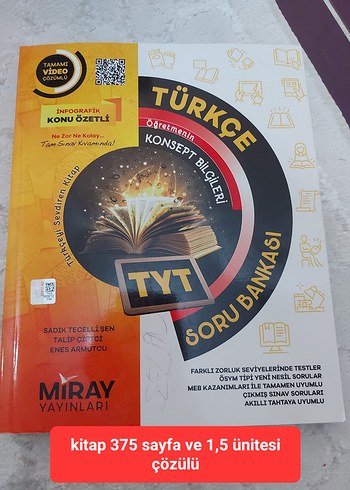 TAMAMI
VİDEO
ÇÖZÜMLÜ
İNFOGRAFİK
KONU ÖZETLİ
Ne Zor Ne Kolay...
Tam Sınav Kıvamında!
Türkçeyi Sevdiren Kitap
TÜRKÇE
Öğretmenin
KONSEPT BİLGİLERİ
TYT
SORU BANKASI
SADIK TECELLİ ŞEN
TALİP ÇİFTCİ
ENES ARMUTCU
MİRAY
YAYINLARI
FARKLI ZORLUK SEVİYELERİNDE TESTLER
ÖSYM TİPİ YENİ NESİL SORULAR
MEB KAZANIMLARI İLE TAMAMEN UYUMLU
ÇIKMIŞ SINAV SORULARI
AKILLI TAHTAYA UYUMLU
kitap 375 sayfa ve 1,5 ünitesi
çözülü